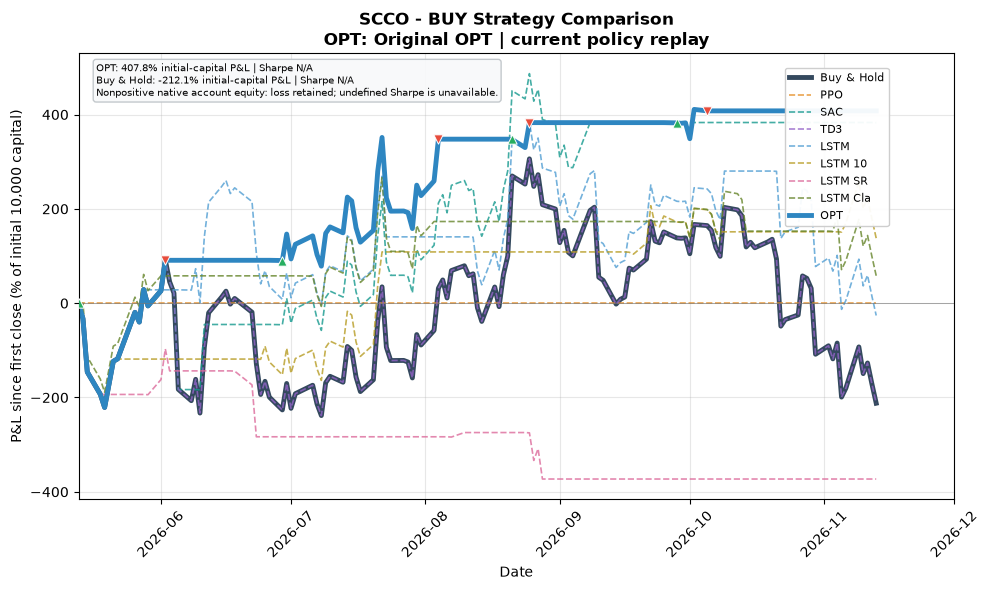 SCCO - BUY Strategy Comparison
OPT: Original OPT | current policy replay
OPT: 407.8% initial-capital P&L | Sharpe N/A
Buy & Hold: -212.1% initial-capital P&L | Sharpe N/A
Nonpositive native account equity: loss retained; undefined Sharpe is unavailable.
Buy & Hold
PPO
SAC
TD3
LSTM
LSTM 10
LSTM SR
LSTM Cla
OPT
P&L since first close (% of initial 10,000 capital)
400
200
0
−200
−400
2026-06
2026-07
2026-08
2026-09
2026-10
2026-11
2026-12
Date